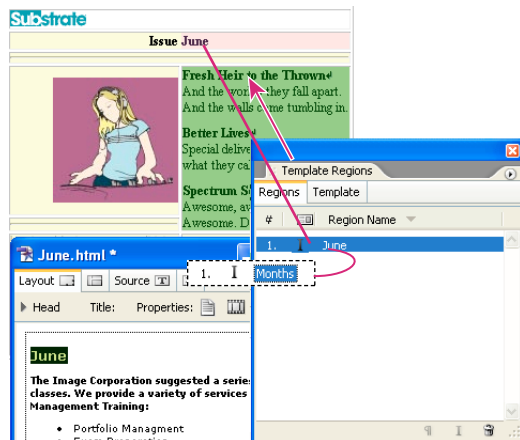 Substrate
Issue June
Fresh Heir to the Thrown↵
And the worlds they fall apart.
And the walls come tumbling in.
Better Lives↵
Special delive
what they ca
Spectrum S
Awesome, aw
Awesome. D
Template Regions
Regions Template
# Region Name
1. June
1. Months
June.html *
Layout Source
Head Title: Properties:
June
The Image Corporation suggested a serie
classes. We provide a variety of services
Management Training:
• Portfolio Managment